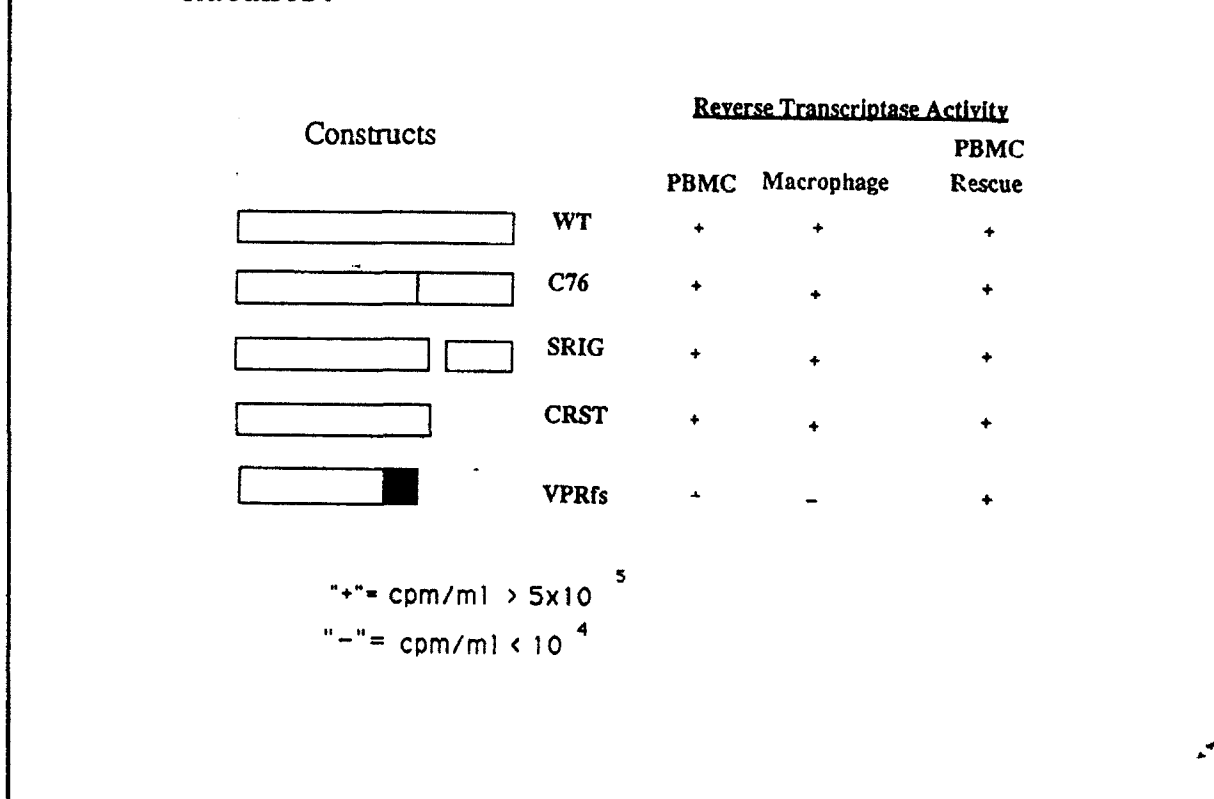 Constructs
Reverse Transcriptase Activity
PBMC Macrophage PBMC Rescue
WT + + +
C76 + + +
SRIG + + +
CRST + + +
VPRfs + – +
"+"= cpm/ml > 5x10 5
"–"= cpm/ml < 10 4